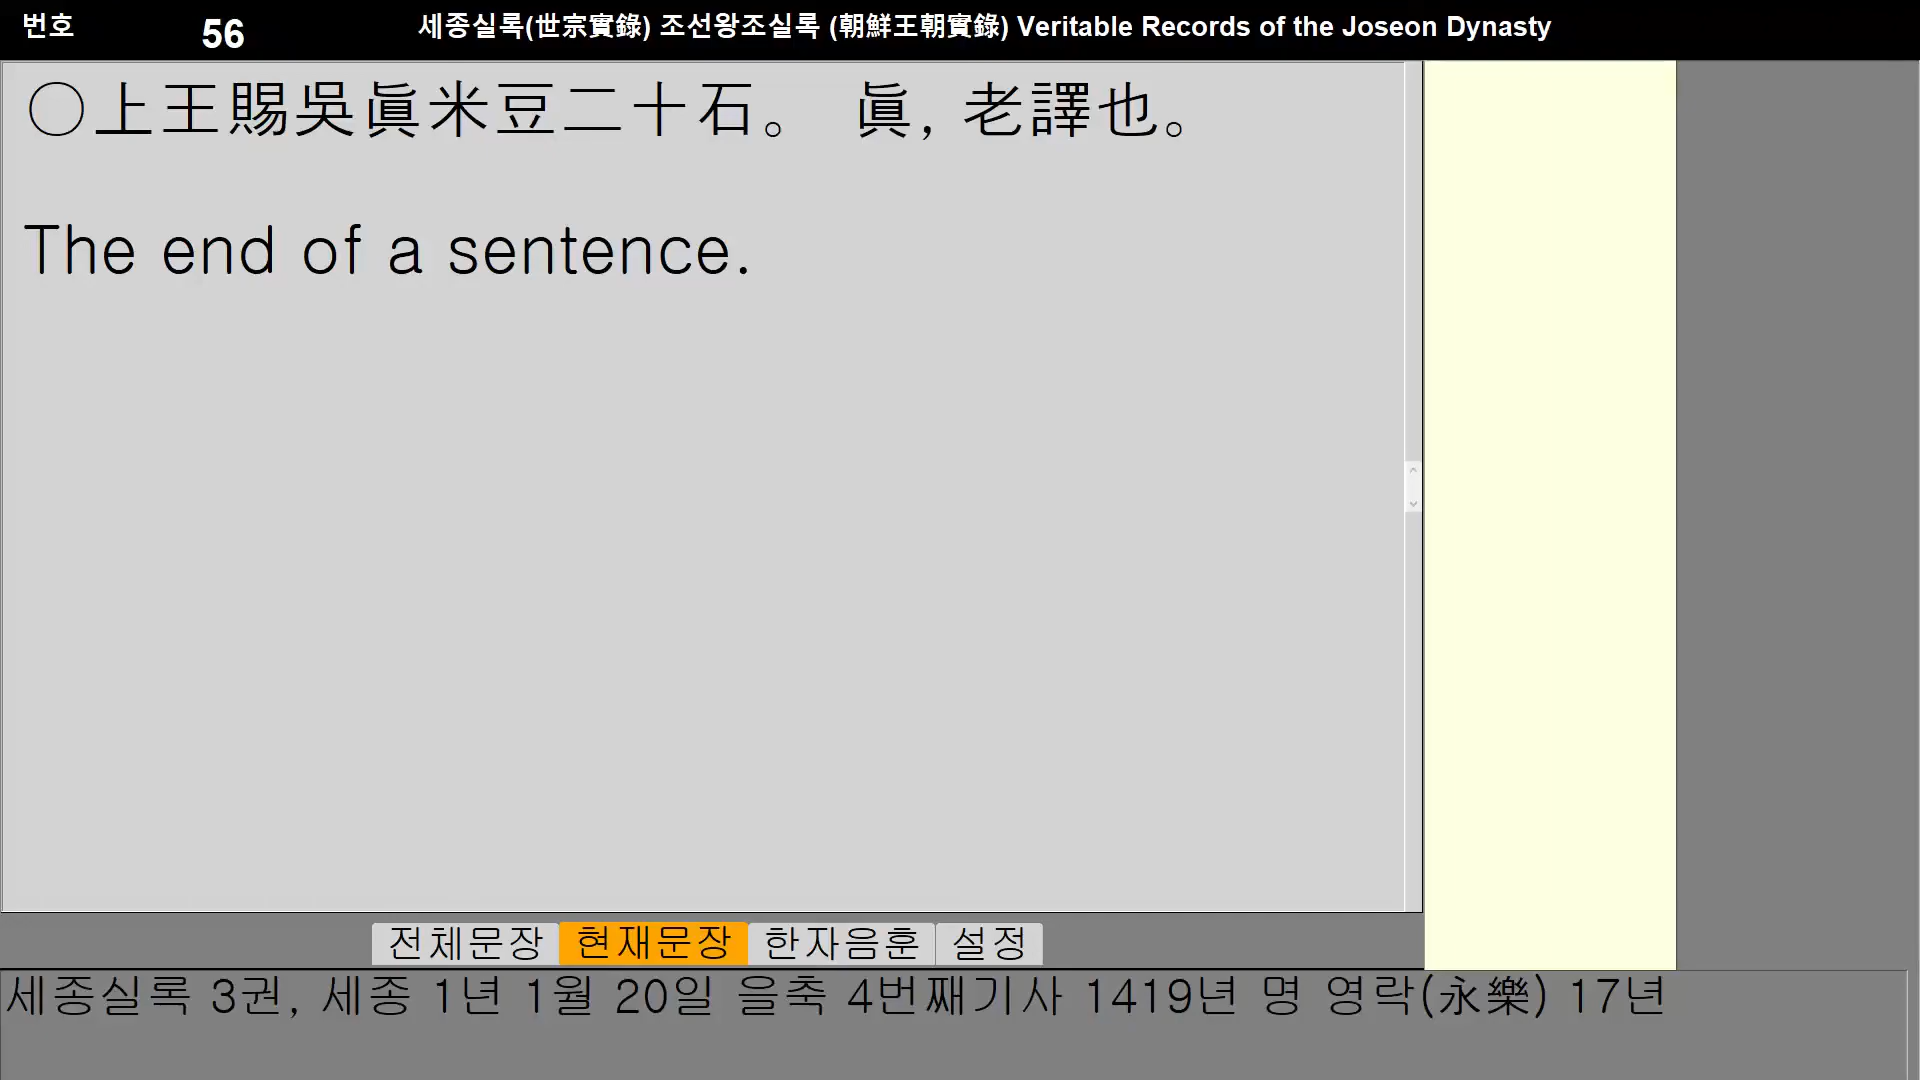 번호 56 세종실록(世宗實錄) 조선왕조실록 (朝鮮王朝實錄) Veritable Records of the Joseon Dynasty
○上王賜吳眞米豆二十石。 眞, 老譯也。
The end of a sentence.
전체문장 현재문장 한자음훈 설정
세종실록 3권, 세종 1년 1월 20일 을축 4번째기사 1419년 명 영락(永樂) 17년